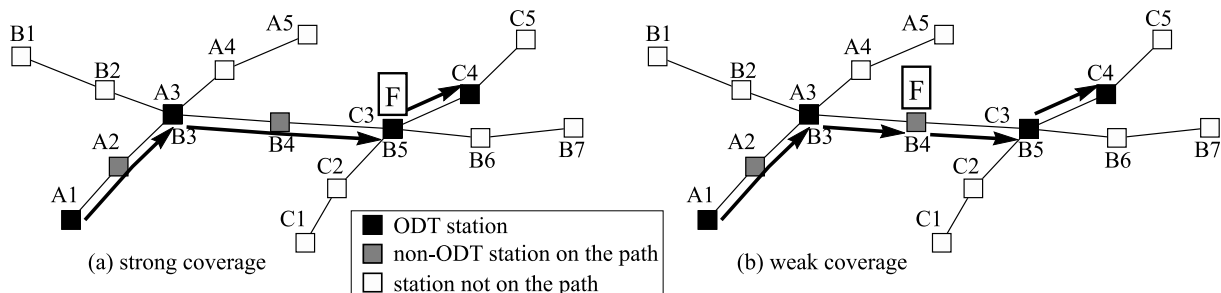 B1
B2
A3
B3
A4
A5
A2
A1
B4
F
C3
B5
C4
C5
B6
B7
C2
C1
(a) strong coverage
ODT station
non-ODT station on the path
station not on the path
B1
B2
A3
B3
A4
A5
A2
A1
F
B4
C3
B5
C4
C5
B6
B7
C2
C1
(b) weak coverage